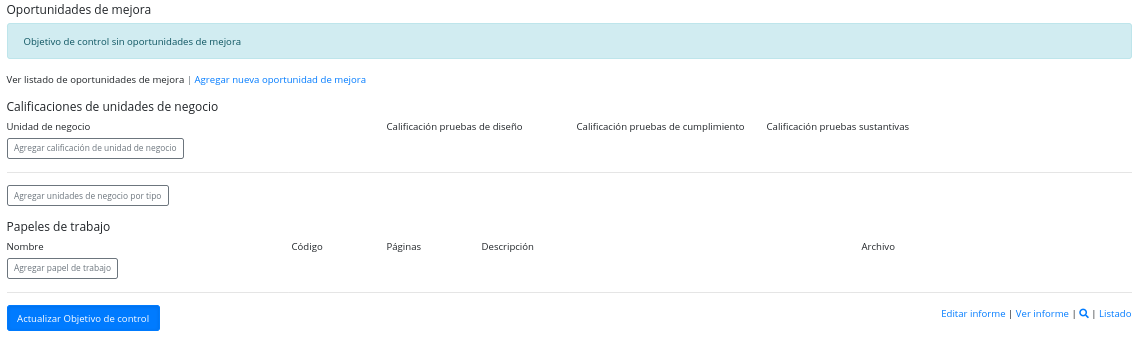 Oportunidades de mejora
Objetivo de control sin oportunidades de mejora
Ver listado de oportunidades de mejora | Agregar nueva oportunidad de mejora
Calificaciones de unidades de negocio
Unidad de negocio Calificación pruebas de diseño Calificación pruebas de cumplimiento Calificación pruebas sustantivas
Agregar calificación de unidad de negocio
Agregar unidades de negocio por tipo
Papeles de trabajo
Nombre Código Páginas Descripción Archivo
Agregar papel de trabajo
Actualizar Objetivo de control Editar informe | Ver informe | | Listado